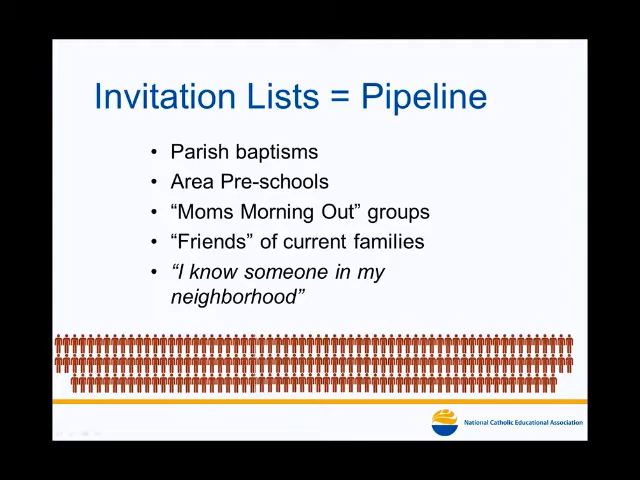 Invitation Lists = Pipeline
• Parish baptisms
• Area Pre-schools
• “Moms Morning Out” groups
• “Friends” of current families
• “I know someone in my
neighborhood”
National Catholic Educational Association